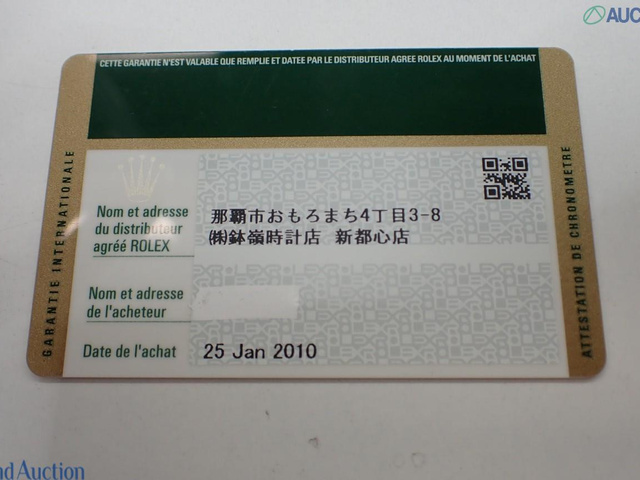 AUC
CETTE GARANTIE N'EST VALABLE QUE REMPLIE ET DATEE PAR LE DISTRIBUTEUR AGREE ROLEX AU MOMENT DE L'ACHAT
GARANTIE INTERNATIONALE
Nom et adresse
du distributeur
agréé ROLEX
那覇市おもろまち4丁目3-8
㈱鉢嶺時計店 新都心店
Nom et adresse
de l'acheteur
Date de l'achat
25 Jan 2010
ATTESTATION DE CHRONOMETRE
nd Auction